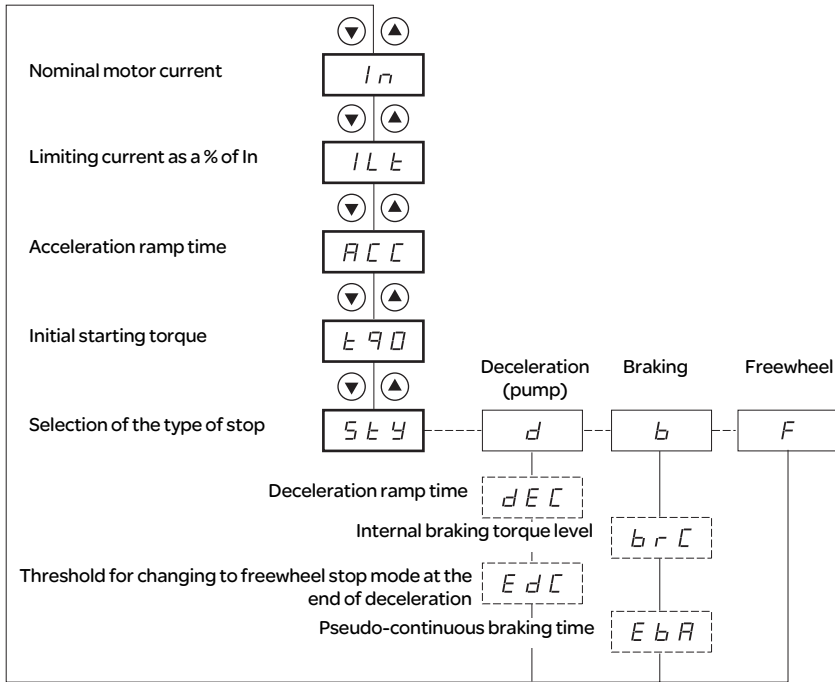 Nominal motor current
In
Limiting current as a % of In
ILt
Acceleration ramp time
ACC
Initial starting torque
tq0
Deceleration
(pump)
Braking
Freewheel
Selection of the type of stop
StY
d
b
F
Deceleration ramp time
dEC
Internal braking torque level
brC
Threshold for changing to freewheel stop mode at the
end of deceleration
EdC
Pseudo-continuous braking time
EbA